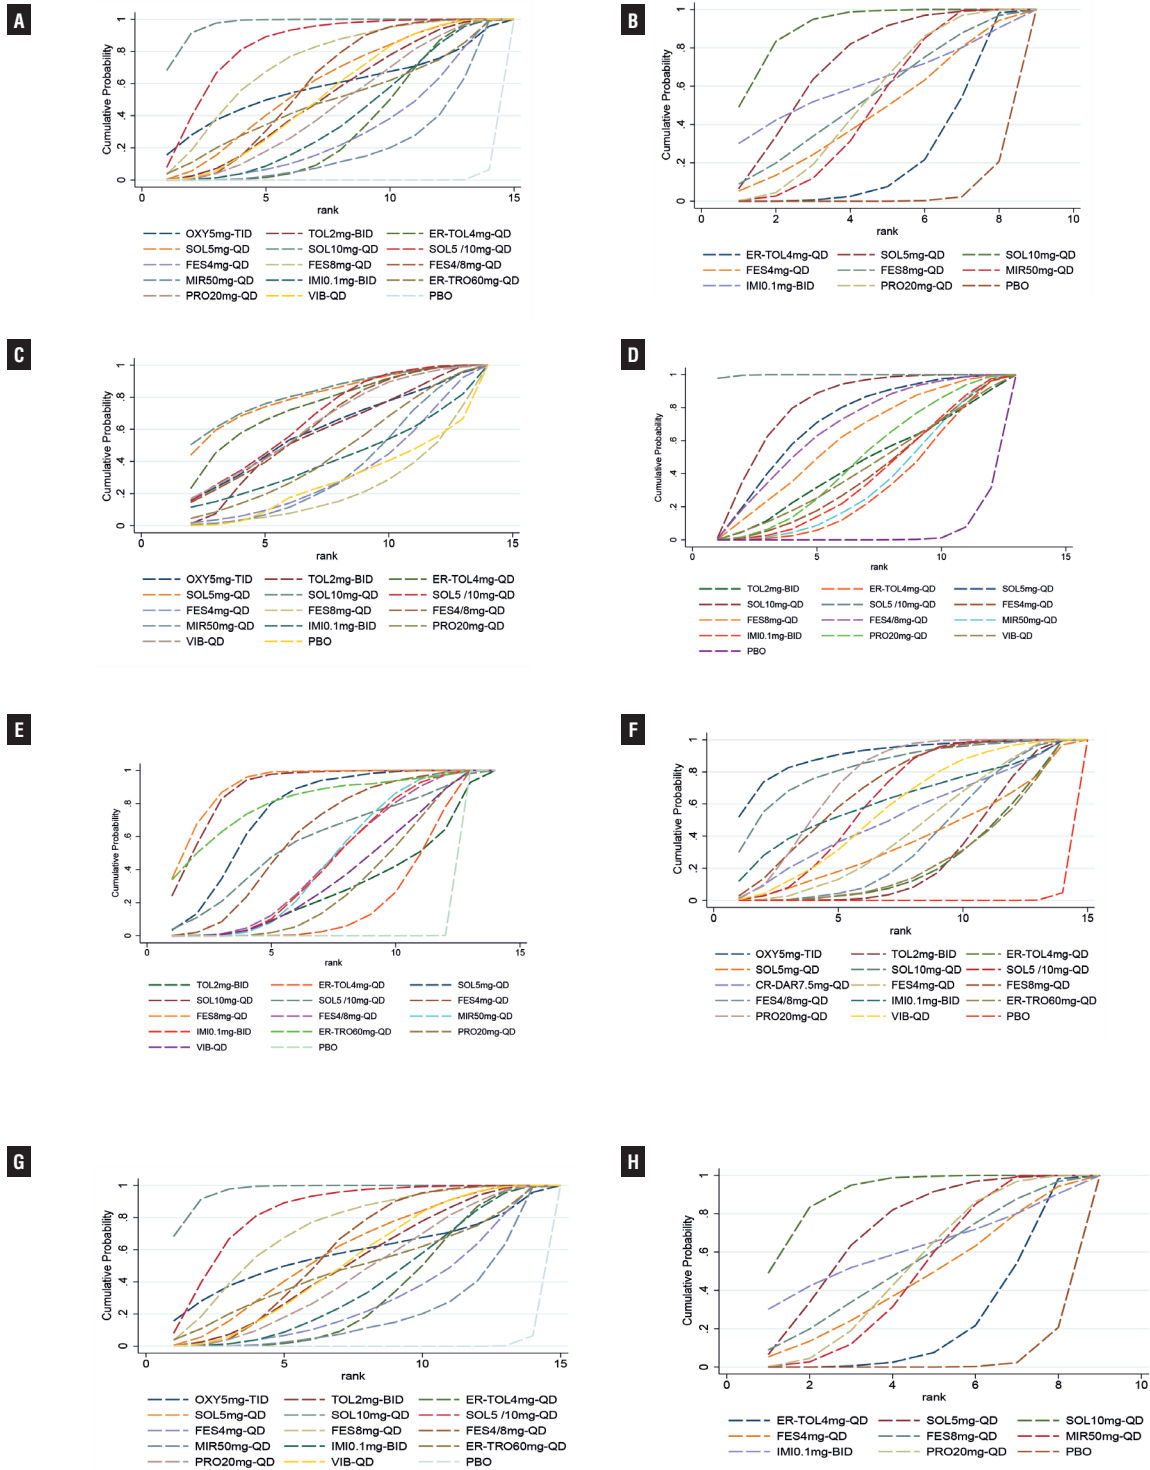 A
Cumulative Probability
1
.8
.6
.4
.2
0
0 5 10 15
rank
OXY5mg-TID TOL2mg-BID ER-TOL4mg-QD
SOL5mg-QD SOL10mg-QD SOL5 /10mg-QD
FES4mg-QD FES8mg-QD FES4/8mg-QD
MIR50mg-QD IMI0.1mg-BID ER-TRO60mg-QD
PRO20mg-QD VIB-QD PBO
B
Cumulative Probability
1
.8
.6
.4
.2
0
0 2 4 6 8 10
rank
ER-TOL4mg-QD SOL5mg-QD SOL10mg-QD
FES4mg-QD FES8mg-QD MIR50mg-QD
IMI0.1mg-BID PRO20mg-QD PBO
C
Cumulative Probability
1
.8
.6
.4
.2
0
0 5 10 15
rank
OXY5mg-TID TOL2mg-BID ER-TOL4mg-QD
SOL5mg-QD SOL10mg-QD SOL5 /10mg-QD
FES4mg-QD FES8mg-QD FES4/8mg-QD
MIR50mg-QD IMI0.1mg-BID PRO20mg-QD
VIB-QD PBO
D
Cumulative Probability
1
.8
.6
.4
.2
0
0 5 10 15
rank
TOL2mg-BID ER-TOL4mg-QD SOL5mg-QD
SOL10mg-QD SOL5 /10mg-QD FES4mg-QD
FES8mg-QD FES4/8mg-QD MIR50mg-QD
IMI0.1mg-BID PRO20mg-QD VIB-QD
PBO
E
Cumulative Probability
1
.8
.6
.4
.2
0
0 5 10 15
rank
TOL2mg-BID ER-TOL4mg-QD SOL5mg-QD
SOL10mg-QD SOL5 /10mg-QD FES4mg-QD
FES8mg-QD FES4/8mg-QD MIR50mg-QD
IMI0.1mg-BID ER-TRO60mg-QD PRO20mg-QD
VIB-QD PBO
F
Cumulative Probability
1
.8
.6
.4
.2
0
0 5 10 15
rank
OXY5mg-TID TOL2mg-BID ER-TOL4mg-QD
SOL5mg-QD SOL10mg-QD SOL5 /10mg-QD
CR-DAR7.5mg-QD FES4mg-QD FES8mg-QD
FES4/8mg-QD IMI0.1mg-BID ER-TRO60mg-QD
PRO20mg-QD VIB-QD PBO
G
Cumulative Probability
1
.8
.6
.4
.2
0
0 5 10 15
rank
OXY5mg-TID TOL2mg-BID ER-TOL4mg-QD
SOL5mg-QD SOL10mg-QD SOL5 /10mg-QD
FES4mg-QD FES8mg-QD FES4/8mg-QD
MIR50mg-QD IMI0.1mg-BID ER-TRO60mg-QD
PRO20mg-QD VIB-QD PBO
H
Cumulative Probability
1
.8
.6
.4
.2
0
0 2 4 6 8 10
rank
ER-TOL4mg-QD SOL5mg-QD SOL10mg-QD
FES4mg-QD FES8mg-QD MIR50mg-QD
IMI0.1mg-BID PRO20mg-QD PBO